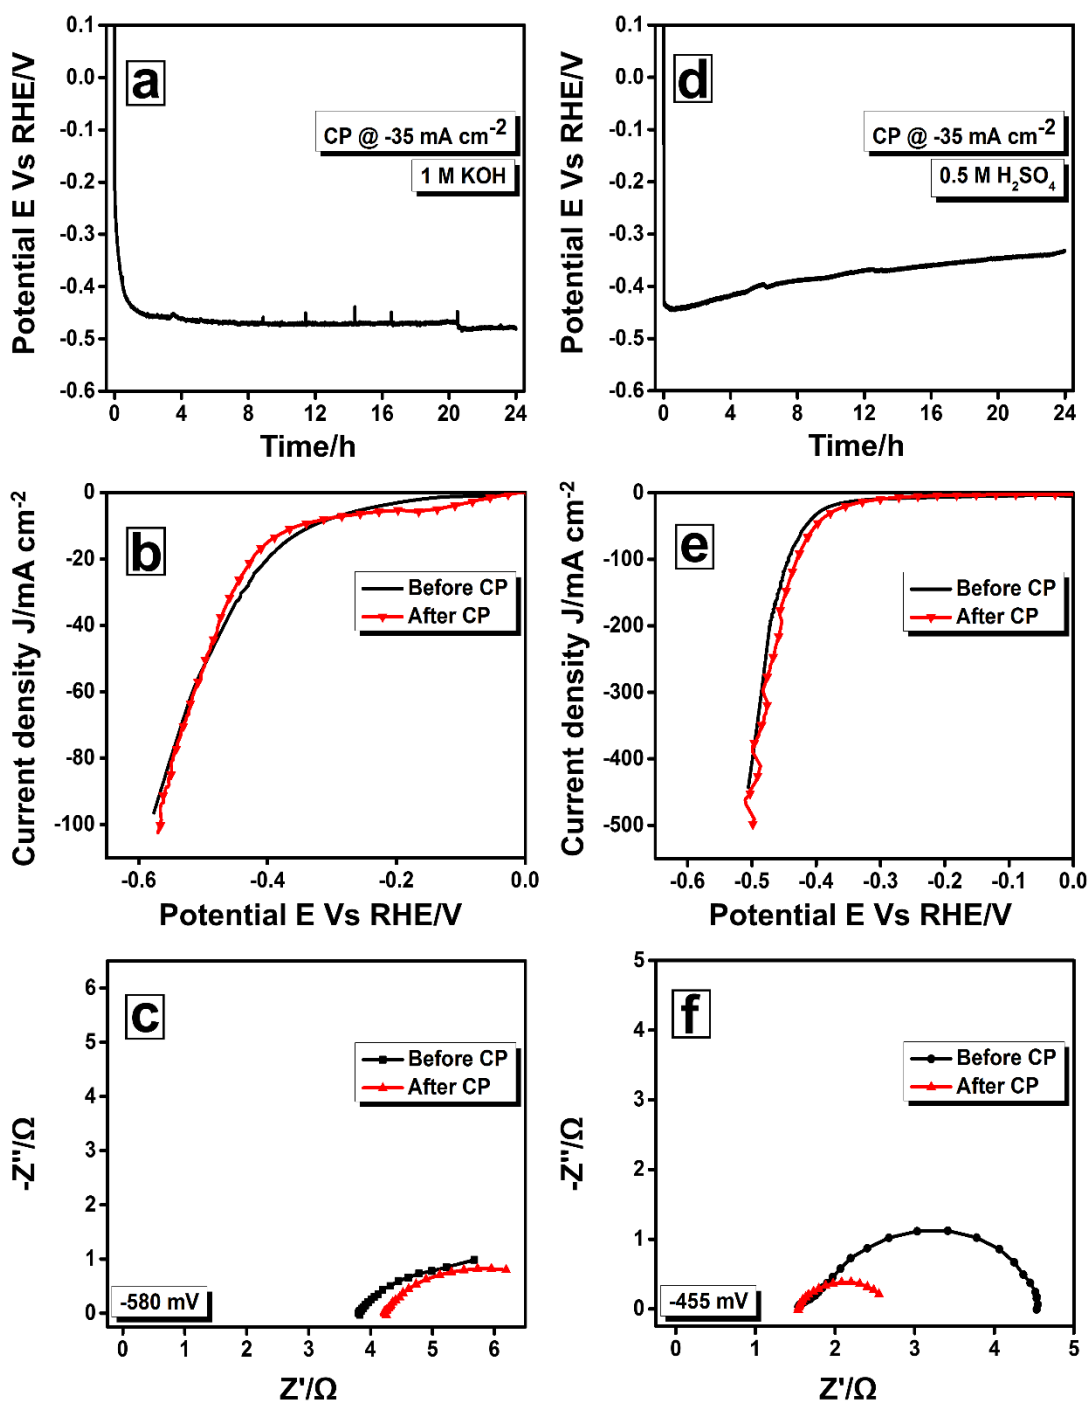 a
CP @ -35 mA cm-2
1 M KOH
Potential E Vs RHE/V
0.1
0.0
-0.1
-0.2
-0.3
-0.4
-0.5
-0.6
0 4 8 12 16 20 24
Time/h
d
CP @ -35 mA cm-2
0.5 M H2SO4
Potential E Vs RHE/V
0.1
0.0
-0.1
-0.2
-0.3
-0.4
-0.5
-0.6
0 4 8 12 16 20 24
Time/h
b
Before CP
After CP
Current density J/mA cm-2
0
-20
-40
-60
-80
-100
-0.6 -0.4 -0.2 0.0
Potential E Vs RHE/V
e
Before CP
After CP
Current density J/mA cm-2
0
-100
-200
-300
-400
-500
-0.6 -0.5 -0.4 -0.3 -0.2 -0.1 0.0
Potential E Vs RHE/V
c
Before CP
After CP
-580 mV
-Z''/Ω
6
5
4
3
2
1
0
0 1 2 3 4 5 6
Z'/Ω
f
Before CP
After CP
-455 mV
-Z''/Ω
5
4
3
2
1
0
0 1 2 3 4 5
Z'/Ω